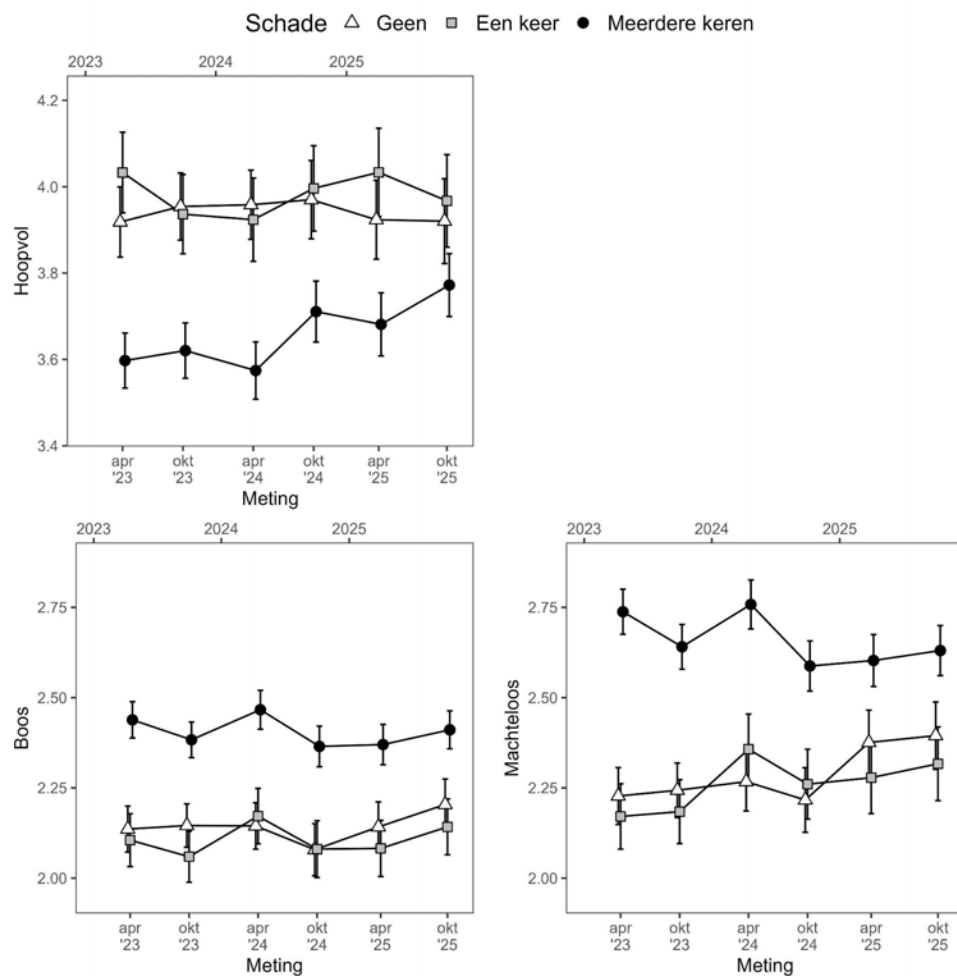 Schade Geen Een keer Meerdere keren
2023 2024 2025
4.2
4.0
Hoopvol
3.8
3.6
3.4
apr '23 okt '23 apr '24 okt '24 apr '25 okt '25
Meting
2023 2024 2025
2.75
2.50
Boos
2.25
2.00
apr '23 okt '23 apr '24 okt '24 apr '25 okt '25
Meting
2023 2024 2025
2.75
2.50
Machteloos
2.25
2.00
apr '23 okt '23 apr '24 okt '24 apr '25 okt '25
Meting